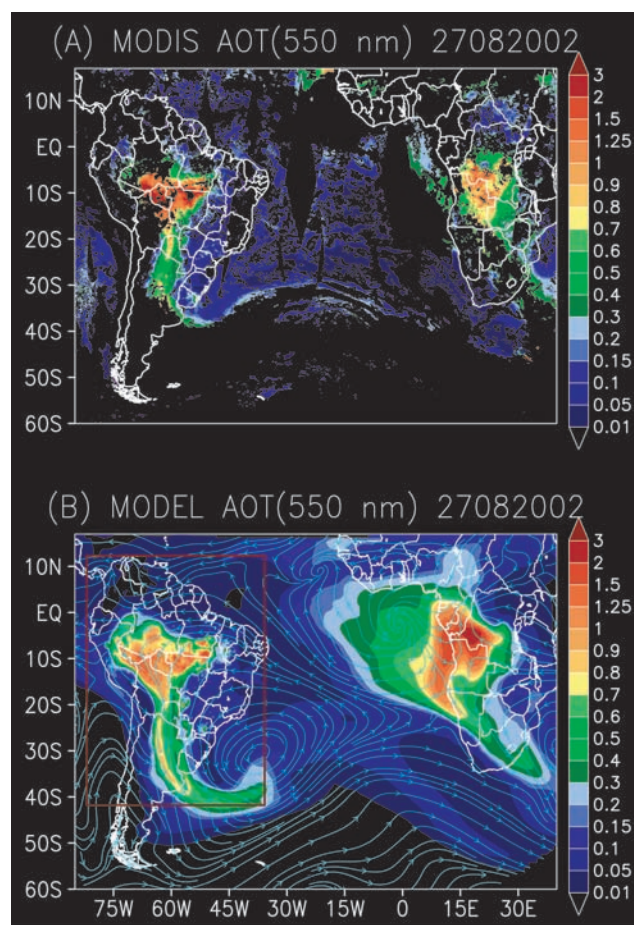 (A) MODIS AOT(550 nm) 27082002
10N
EQ
10S
20S
30S
40S
50S
60S
3
2
1.5
1.25
1
0.9
0.8
0.7
0.6
0.5
0.4
0.3
0.2
0.15
0.1
0.05
0.01
(B) MODEL AOT(550 nm) 27082002
10N
EQ
10S
20S
30S
40S
50S
60S
75W 60W 45W 30W 15W 0 15E 30E
3
2
1.5
1.25
1
0.9
0.8
0.7
0.6
0.5
0.4
0.3
0.2
0.15
0.1
0.05
0.01